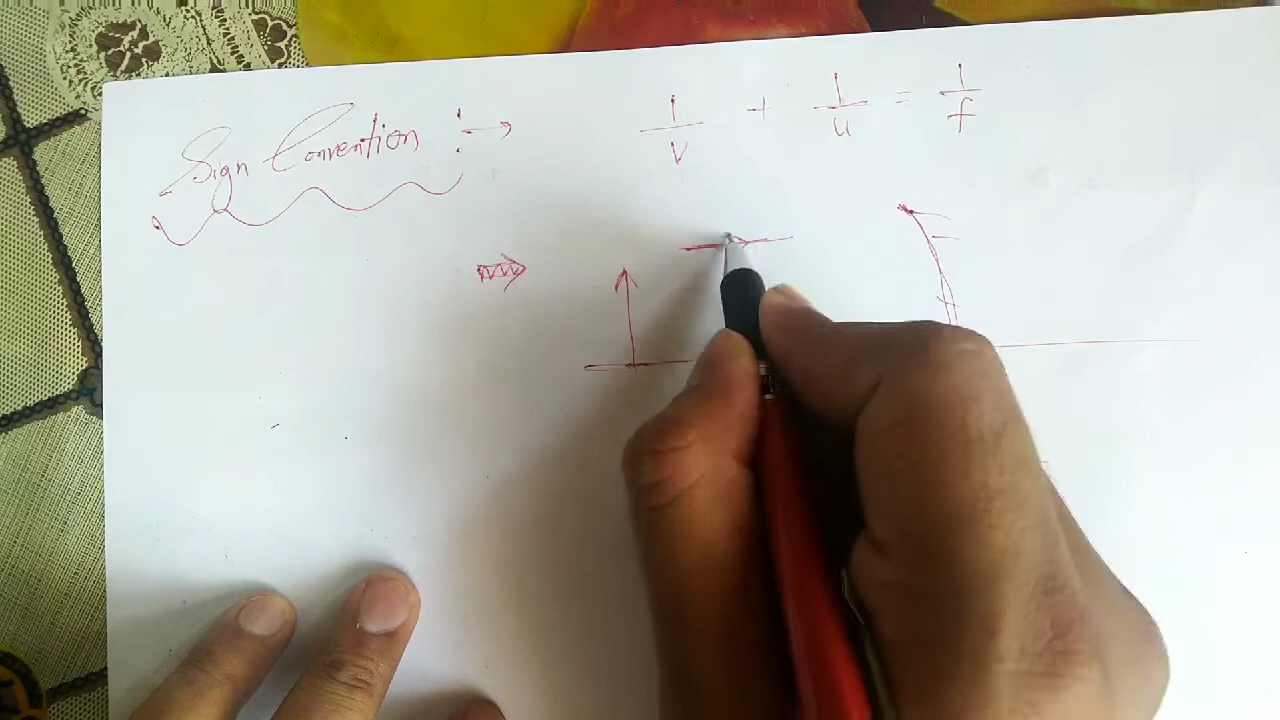 Sign Convention :→ 1/v + 1/u = 1/f